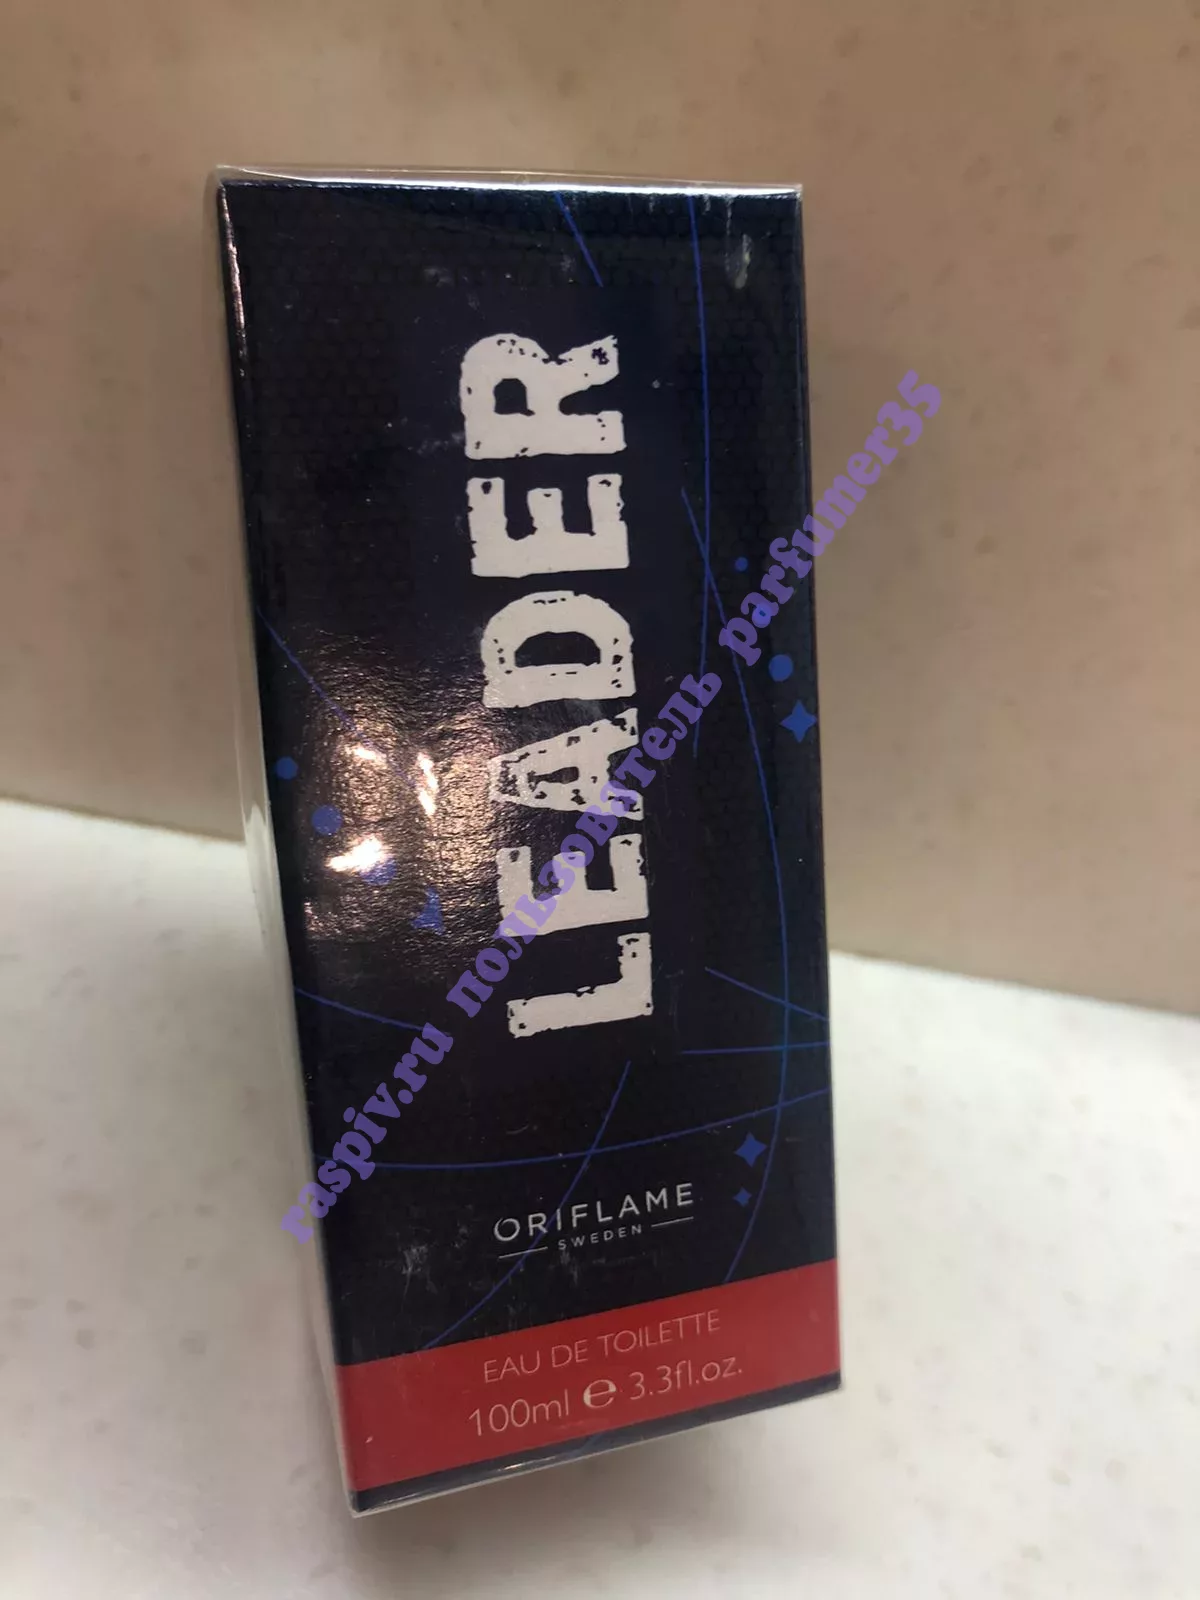 LEADER
ORIFLAME
SWEDEN
EAU DE TOILETTE
100ml e 3.3fl.oz.
raspiv.ru пользователь parfumer35